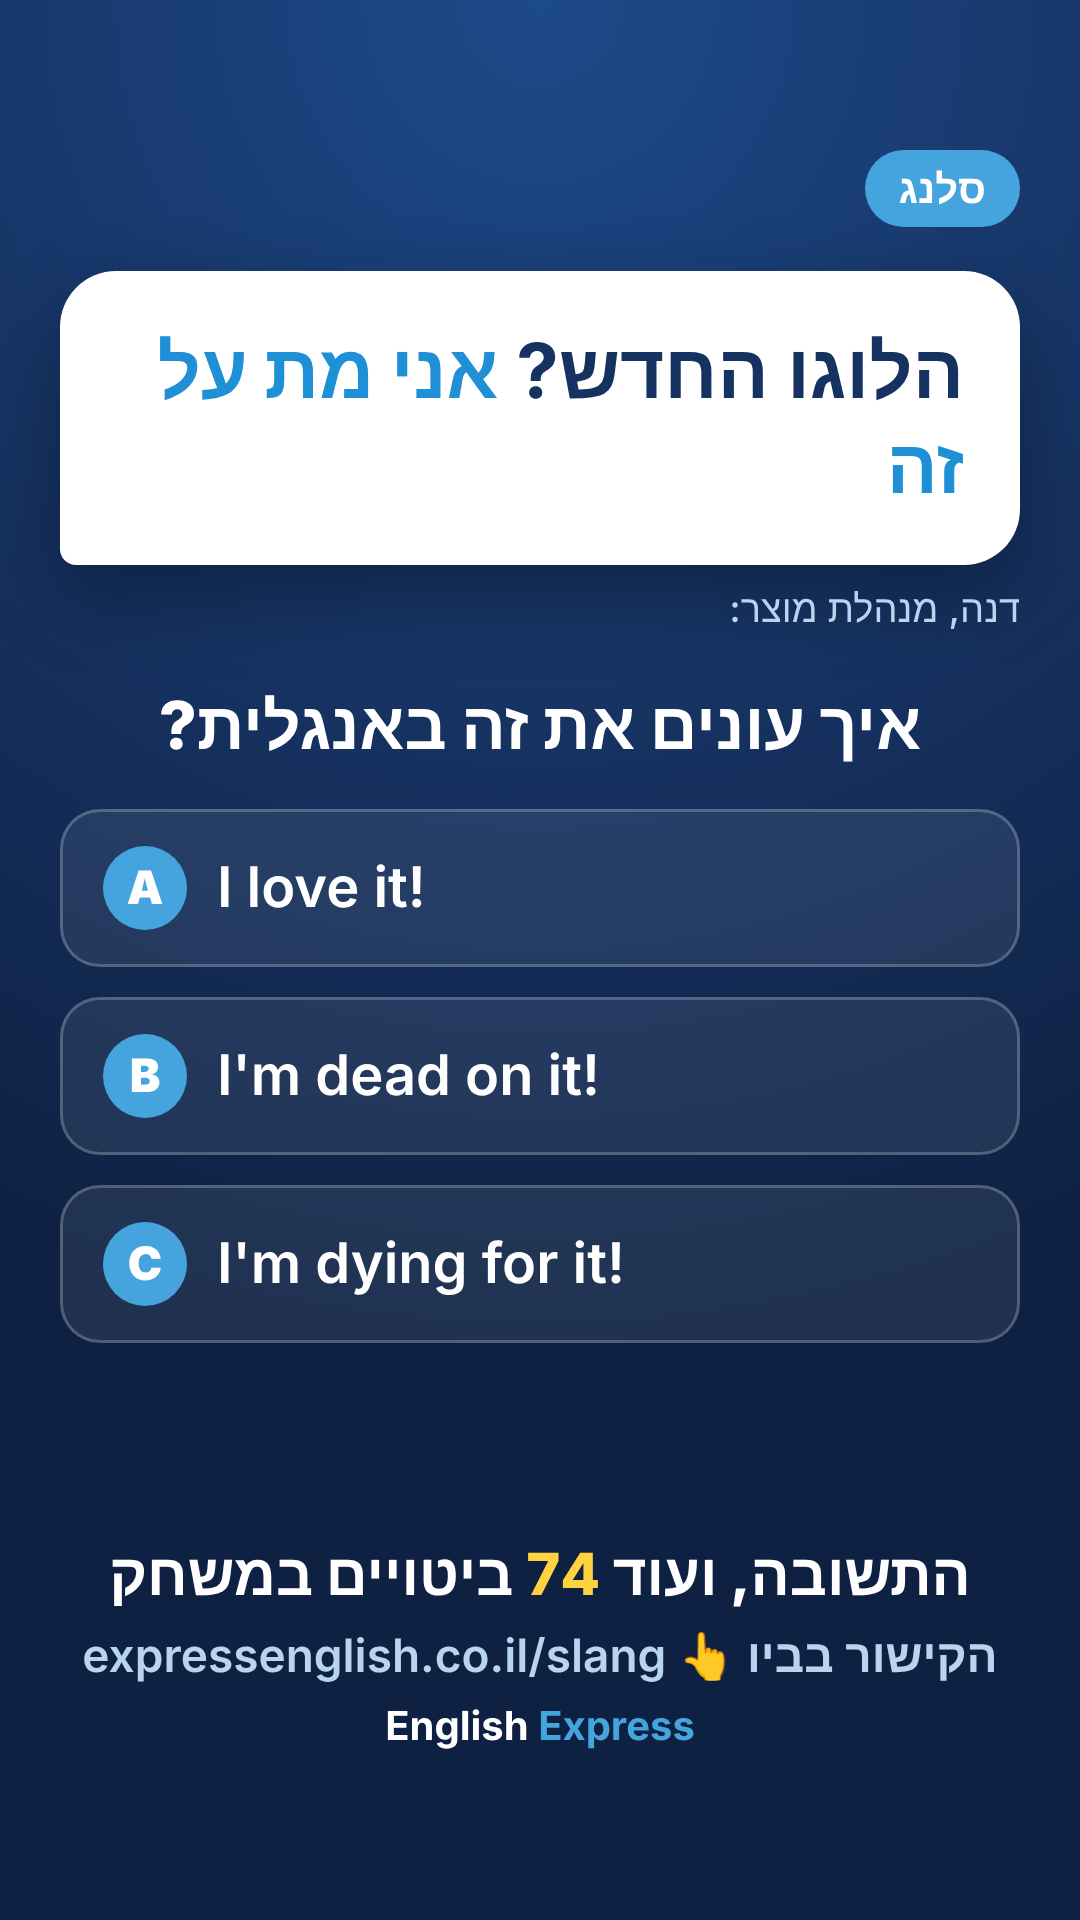 סלנג
הלוגו החדש? אני מת על
זה
דנה, מנהלת מוצר:
איך עונים את זה באנגלית?
A I love it!
B I'm dead on it!
C I'm dying for it!
התשובה, ועוד 74 ביטויים במשחק
הקישור בביו 👆 expressenglish.co.il/slang
English Express